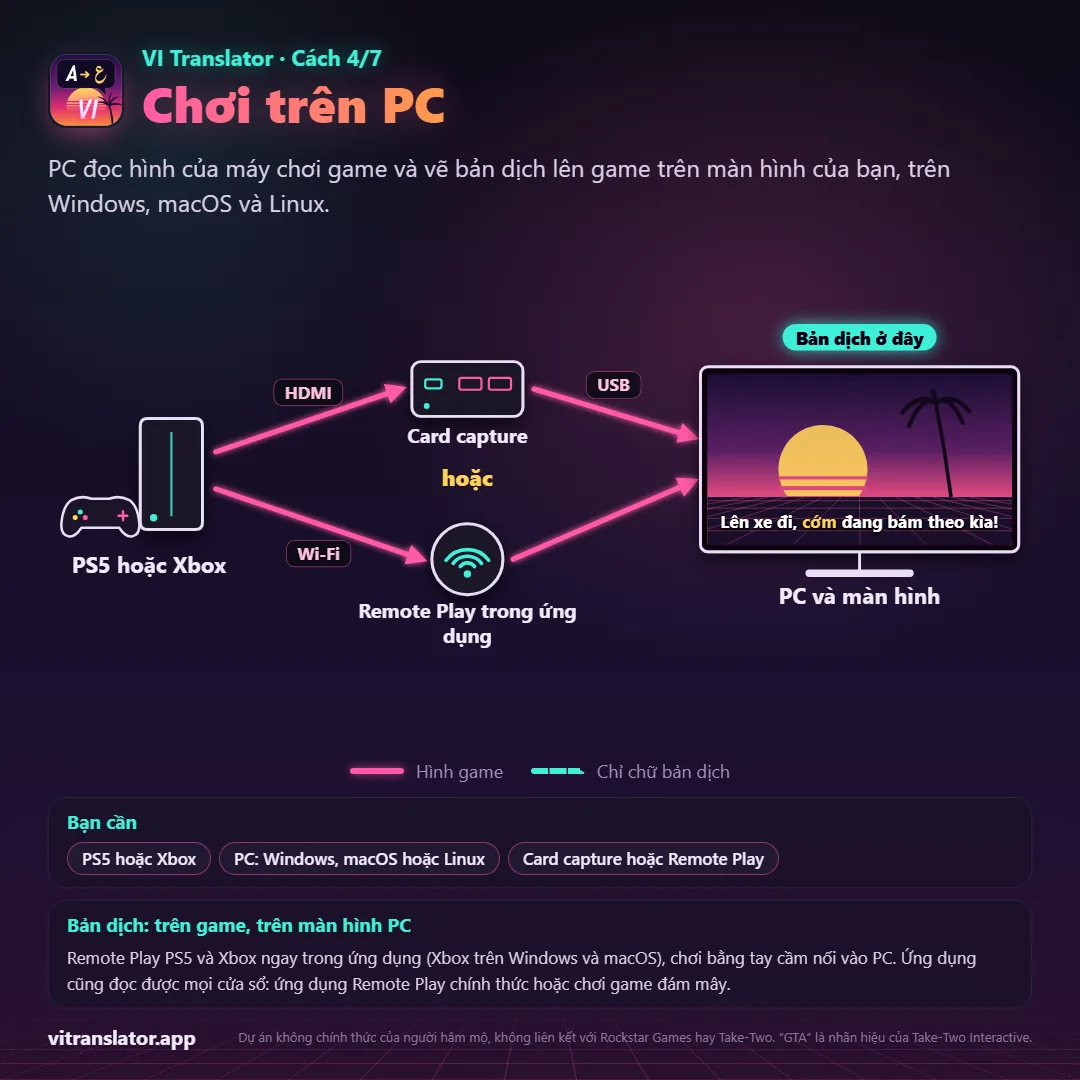 A→ع
VI
VI Translator · Cách 4/7
Chơi trên PC
PC đọc hình của máy chơi game và vẽ bản dịch lên game trên màn hình của bạn, trên
Windows, macOS và Linux.
Bản dịch ở đây
HDMI
USB
Card capture
hoặc
Lên xe đi, cớm đang bám theo kìa!
Wi-Fi
PS5 hoặc Xbox
PC và màn hình
Remote Play trong ứng
dụng
Hình game
Chỉ chữ bản dịch
Bạn cần
PS5 hoặc Xbox
PC: Windows, macOS hoặc Linux
Card capture hoặc Remote Play
Bản dịch: trên game, trên màn hình PC
Remote Play PS5 và Xbox ngay trong ứng dụng (Xbox trên Windows và macOS), chơi bằng tay cầm nối vào PC. Ứng dụng
cũng đọc được mọi cửa sổ: ứng dụng Remote Play chính thức hoặc chơi game đám mây.
vitranslator.app
Dự án không chính thức của người hâm mộ, không liên kết với Rockstar Games hay Take-Two. “GTA” là nhãn hiệu của Take-Two Interactive.